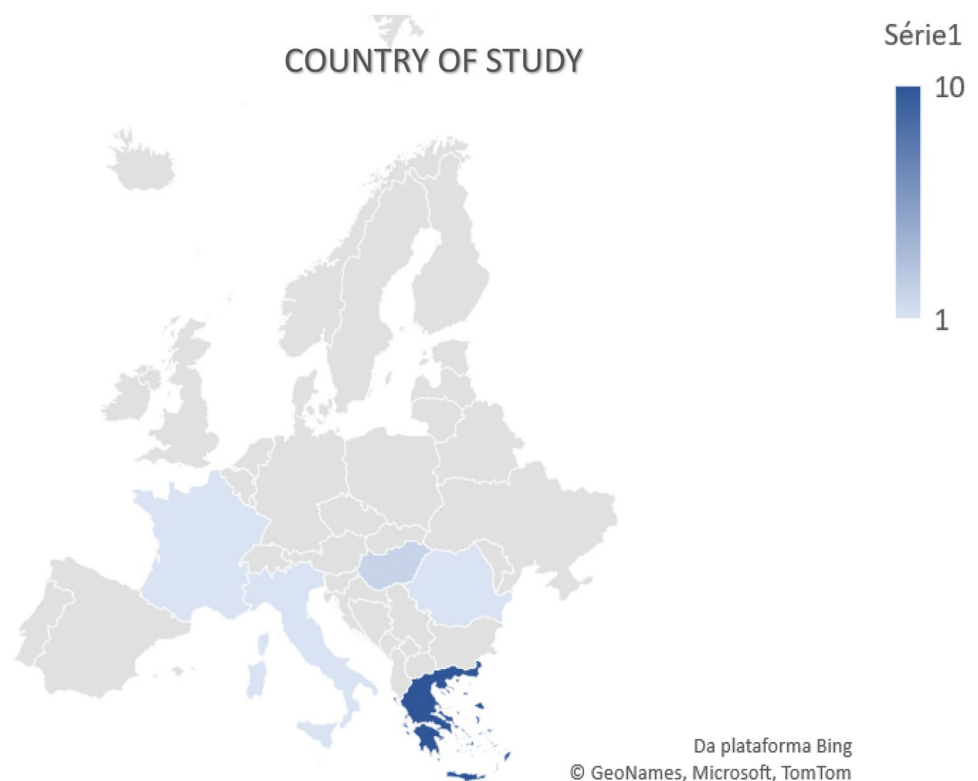 COUNTRY OF STUDY
Série1
10
1
Da plataforma Bing
© GeoNames, Microsoft, TomTom